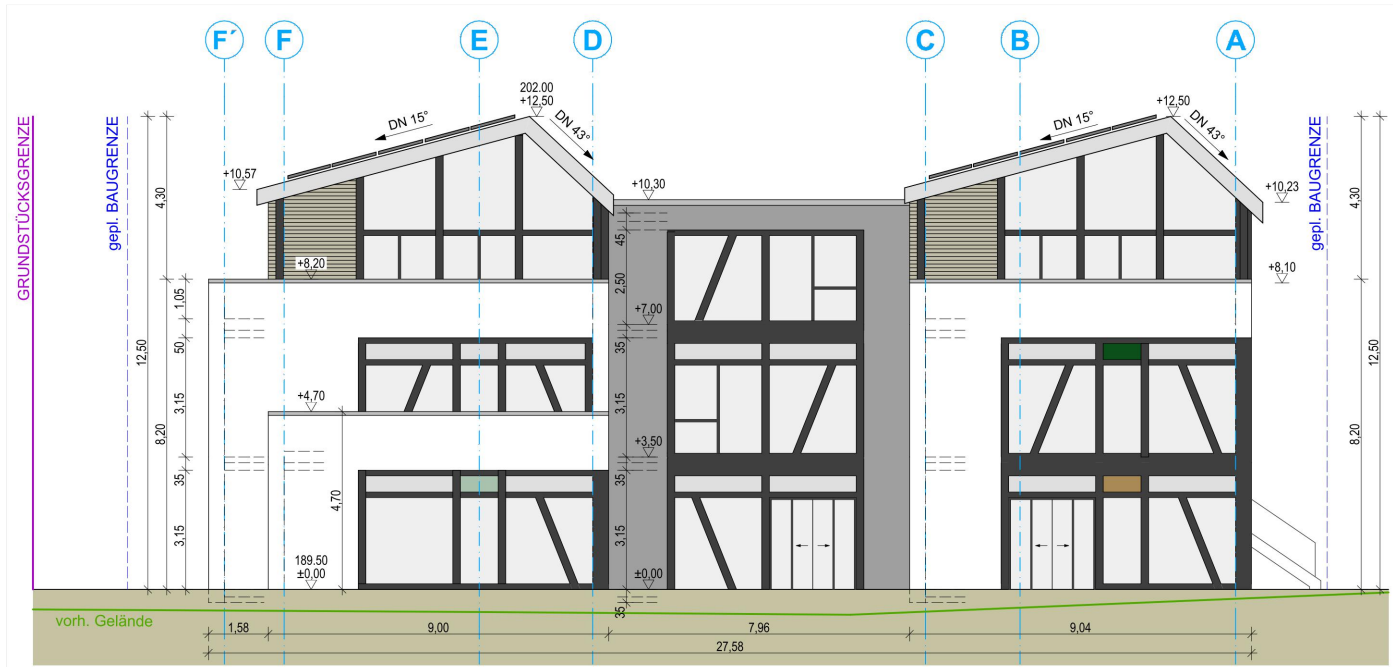 F´
F
E
D
C
B
A
GRUNDSTÜCKSGRENZE
gepl. BAUGRENZE
12,50
4,30
8,20
+10,57
DN 15°
202.00
+12,50
DN 43°
+10,30
DN 15°
+12,50
DN 43°
+10,23
gepl. BAUGRENZE
4,30
12,50
8,20
+8,20
+8,10
1.05
50
3,15
35
3,15
+4,70
4,70
189.50
±0,00
45
2,50
+7,00
35
3,15
+3,50
35
3,15
±0,00
35
vorh. Gelände
1,58
9,00
7,96
9,04
27,58